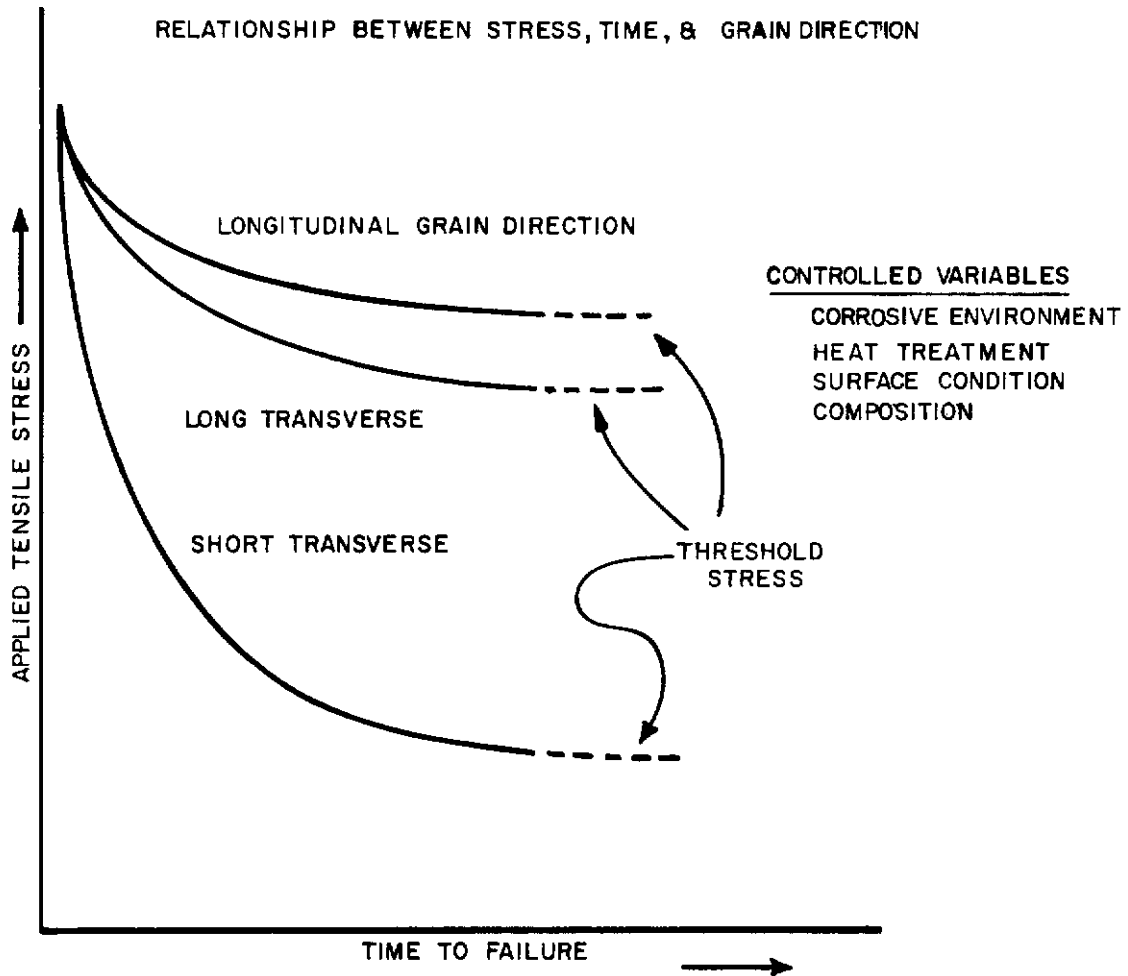 RELATIONSHIP BETWEEN STRESS, TIME, & GRAIN DIRECTION
LONGITUDINAL GRAIN DIRECTION
CONTROLLED VARIABLES
CORROSIVE ENVIRONMENT
HEAT TREATMENT
SURFACE CONDITION
COMPOSITION
LONG TRANSVERSE
SHORT TRANSVERSE
THRESHOLD
STRESS
APPLIED TENSILE STRESS
TIME TO FAILURE